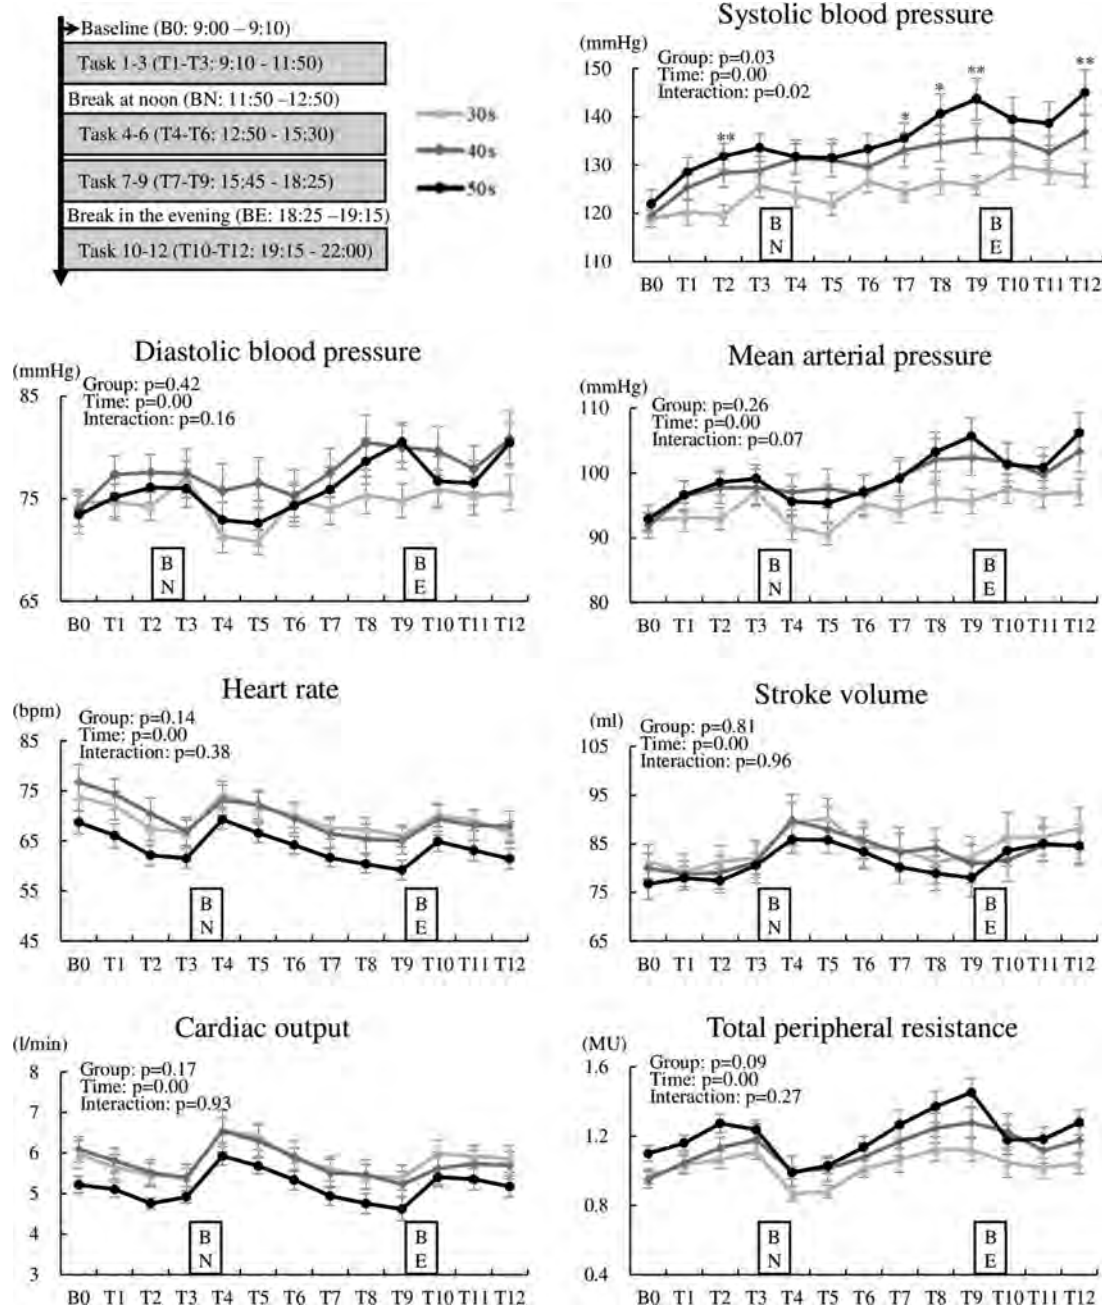 Baseline (B0: 9:00 – 9:10)
Task 1-3 (T1-T3: 9:10 - 11:50)
Break at noon (BN: 11:50 –12:50)
Task 4-6 (T4-T6: 12:50 - 15:30)
Task 7-9 (T7-T9: 15:45 - 18:25)
Break in the evening (BE: 18:25 –19:15)
Task 10-12 (T10-T12: 19:15 - 22:00)
30s
40s
50s
Systolic blood pressure
(mmHg)
Group: p=0.03
Time: p=0.00
Interaction: p=0.02
150
140
130
120
110
**
*
*
**
**
B
N
B
E
B0 T1 T2 T3 T4 T5 T6 T7 T8 T9 T10 T11 T12
Diastolic blood pressure
(mmHg)
Group: p=0.42
Time: p=0.00
Interaction: p=0.16
85
75
65
B
N
B
E
B0 T1 T2 T3 T4 T5 T6 T7 T8 T9 T10 T11 T12
Mean arterial pressure
(mmHg)
Group: p=0.26
Time: p=0.00
Interaction: p=0.07
110
100
90
80
B
N
B
E
B0 T1 T2 T3 T4 T5 T6 T7 T8 T9 T10 T11 T12
Heart rate
(bpm)
Group: p=0.14
Time: p=0.00
Interaction: p=0.38
85
75
65
55
45
B
N
B
E
B0 T1 T2 T3 T4 T5 T6 T7 T8 T9 T10 T11 T12
Stroke volume
(ml)
Group: p=0.81
Time: p=0.00
Interaction: p=0.96
105
95
85
75
65
B
N
B
E
B0 T1 T2 T3 T4 T5 T6 T7 T8 T9 T10 T11 T12
Cardiac output
(l/min)
Group: p=0.17
Time: p=0.00
Interaction: p=0.93
8
7
6
5
4
3
B
N
B
E
B0 T1 T2 T3 T4 T5 T6 T7 T8 T9 T10 T11 T12
Total peripheral resistance
(MU)
Group: p=0.09
Time: p=0.00
Interaction: p=0.27
1.6
1.2
0.8
0.4
B
N
B
E
B0 T1 T2 T3 T4 T5 T6 T7 T8 T9 T10 T11 T12